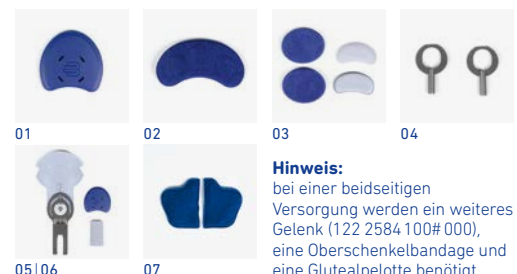 01
02
03
04
05|06
07
Hinweis:
bei einer beidseitigen
Versorgung werden ein weiteres
Gelenk (122 2584 100# 000),
eine Oberschenkelbandage und
eine Glutealpelotte benötigt